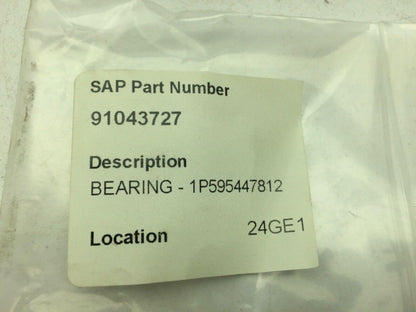 SAP Part Number
91043727
Description
BEARING - 1P595447812
Location 24GE1